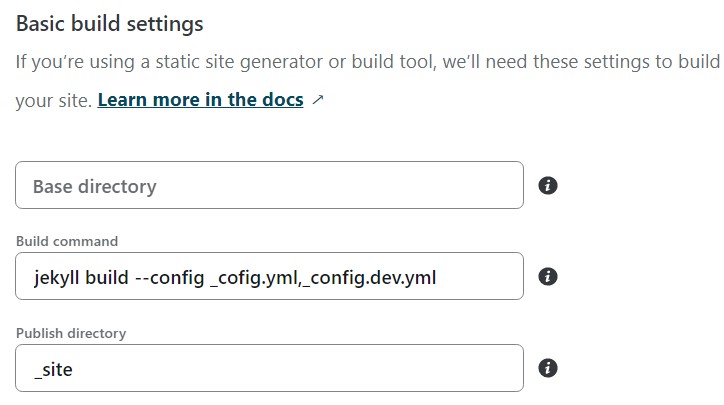 Basic build settings
If you’re using a static site generator or build tool, we’ll need these settings to build
your site. Learn more in the docs ↗
Base directory
Build command
jekyll build --config _cofig.yml,_config.dev.yml
Publish directory
_site